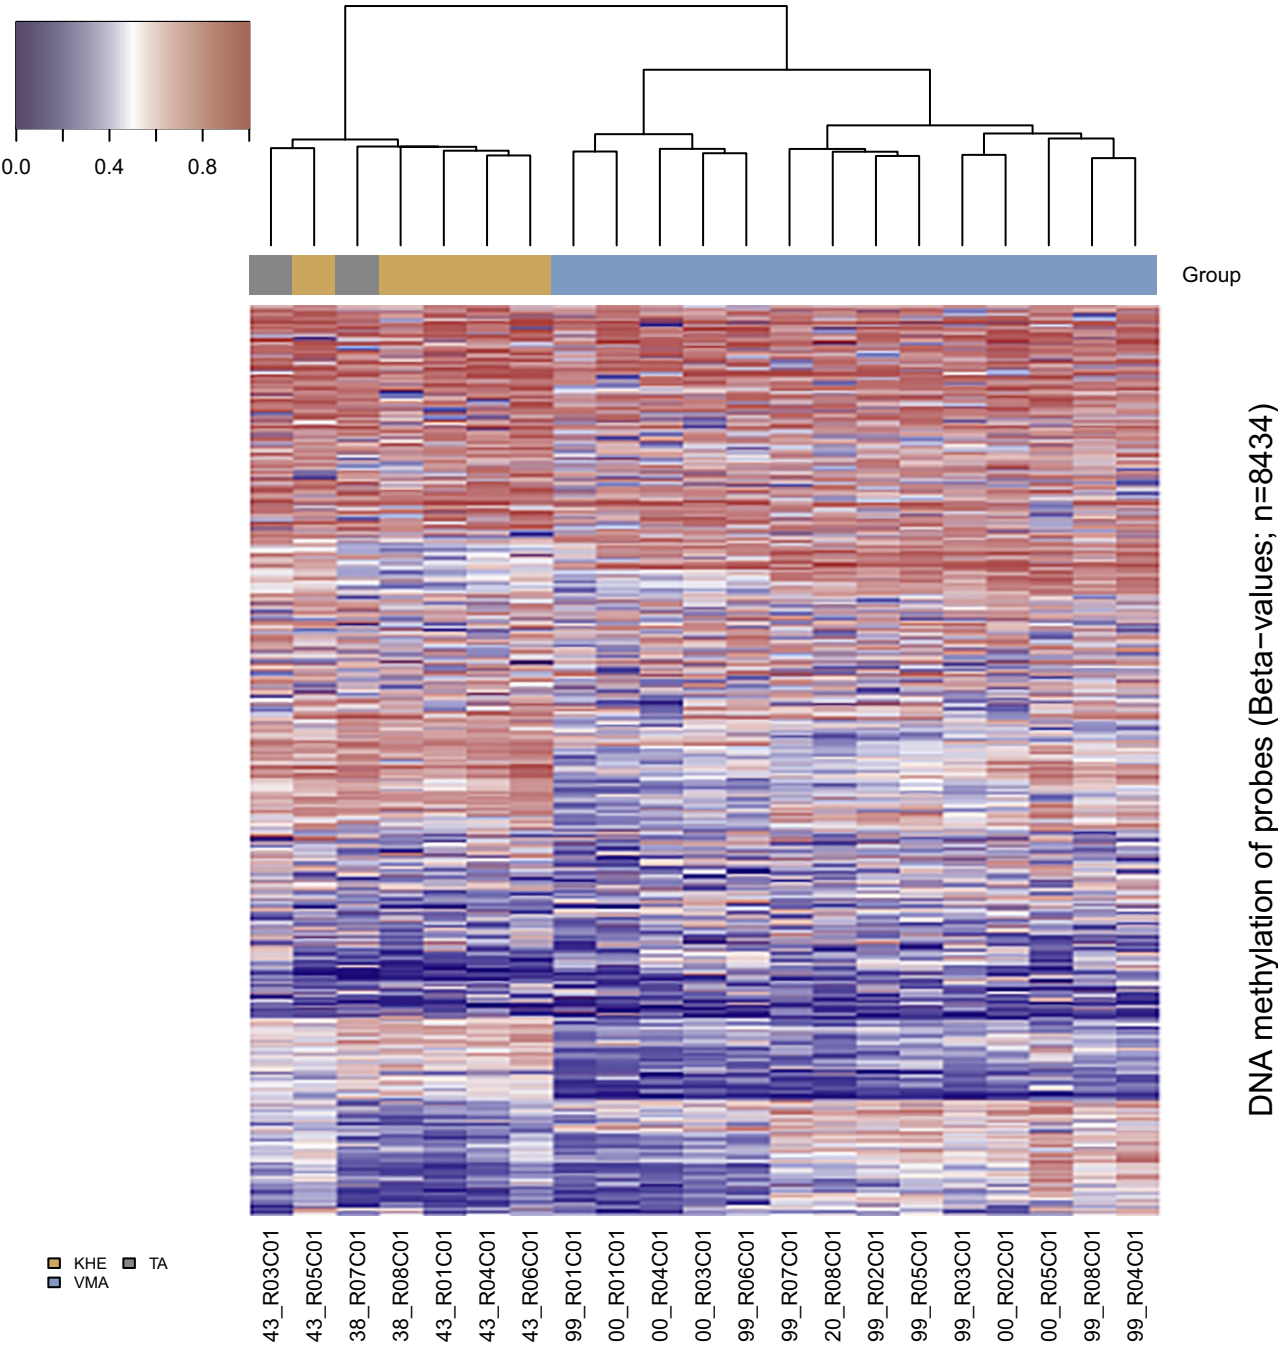 0.0 0.4 0.8
Group
DNA methylation of probes (Beta−values; n=8434)
43_R03C01
43_R05C01
38_R07C01
38_R08C01
43_R01C01
43_R04C01
43_R06C01
99_R01C01
00_R01C01
00_R04C01
00_R03C01
99_R06C01
99_R07C01
20_R08C01
99_R02C01
99_R05C01
99_R03C01
00_R02C01
00_R05C01
99_R08C01
99_R04C01
KHE TA
VMA